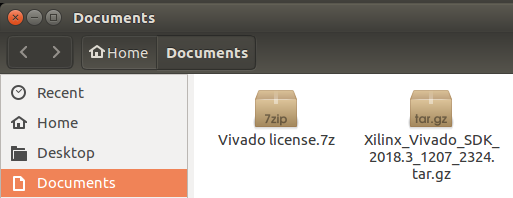 Documents
Home Documents
Recent
Home
Desktop
Documents
7zip
Vivado license.7z
tar.gz
Xilinx_Vivado_SDK_
2018.3_1207_2324.
tar.gz